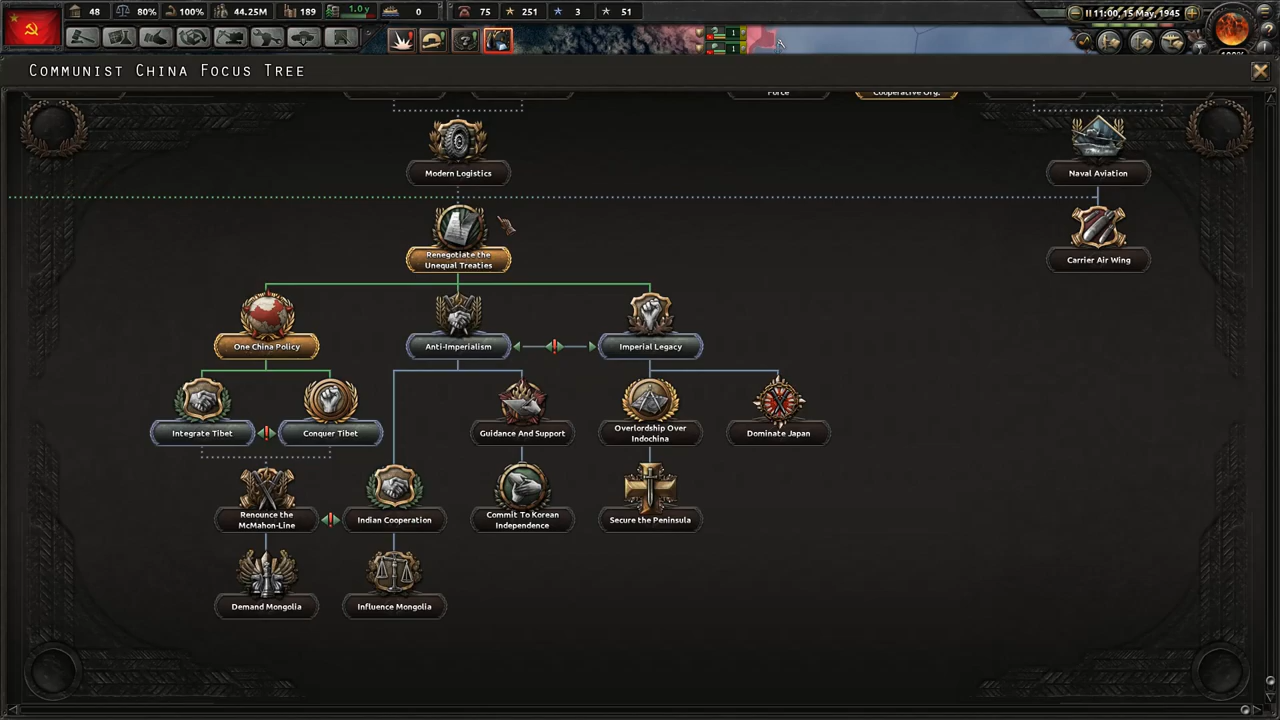 48 80% 100% 44.25M 189 1.0 y 0 75 251 3 51
11:00, 15 May, 1945
1
1
100%
Communist China Focus Tree
Force
Cooperative Org.
Modern Logistics
Naval Aviation
Renegotiate the
Unequal Treaties
Carrier Air Wing
One China Policy
Anti-Imperialism
Imperial Legacy
Integrate Tibet
Conquer Tibet
Guidance And Support
Overlordship Over
Indochina
Dominate Japan
Renounce the
McMahon-Line
Indian Cooperation
Commit To Korean
Independence
Secure the Peninsula
Demand Mongolia
Influence Mongolia